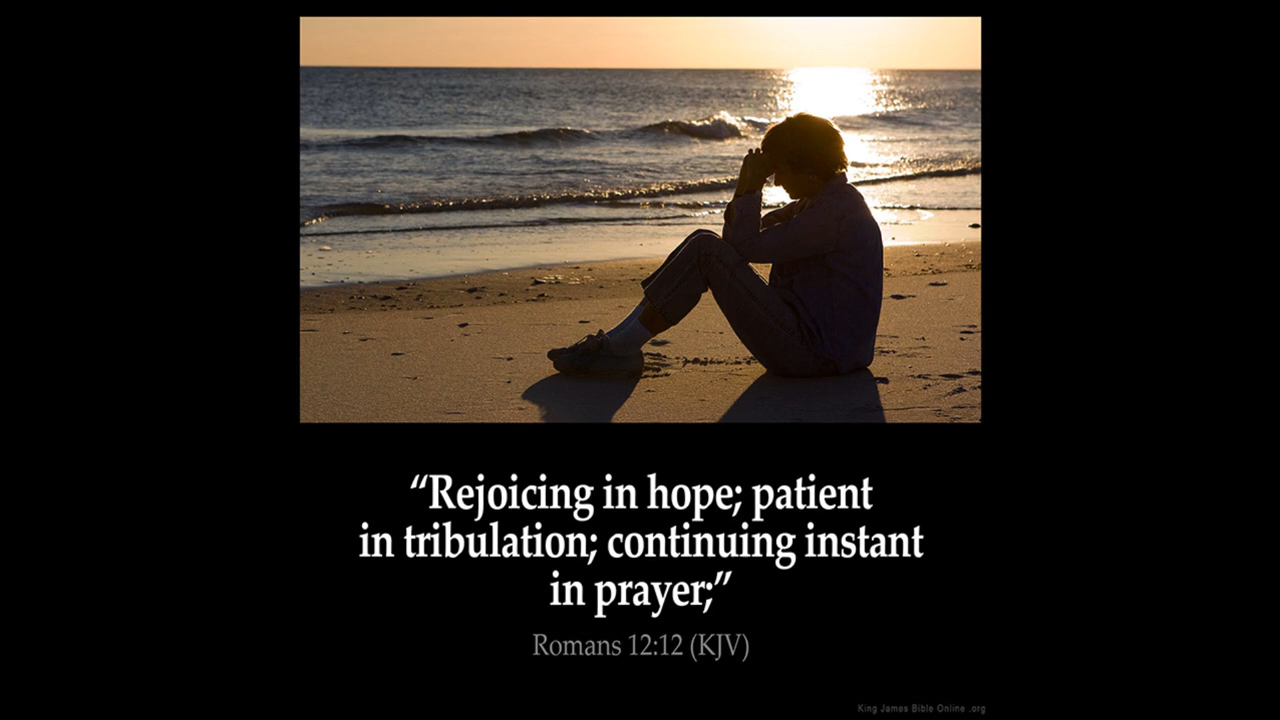 “Rejoicing in hope; patient
in tribulation; continuing instant
in prayer;”
Romans 12:12 (KJV)
King James Bible Online .org